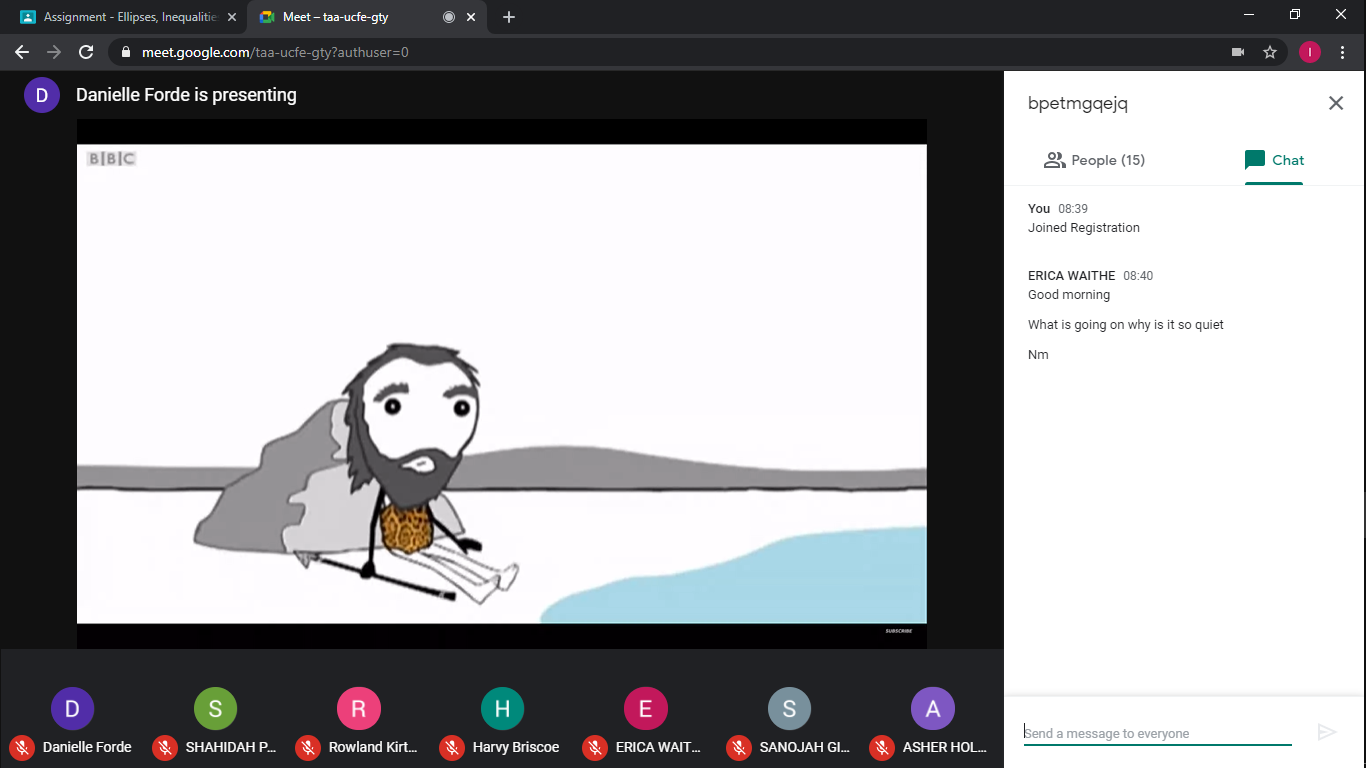 Assignment - Ellipses, Inequalitie
Meet – taa-ucfe-gty
meet.google.com/taa-ucfe-gty?authuser=0
I
D
Danielle Forde is presenting
BBC
SUBSCRIBE
D
S
R
H
E
S
A
Danielle Forde
SHAHIDAH P...
Rowland Kirt...
Harvy Briscoe
ERICA WAIT...
SANOJAH GI...
ASHER HOL...
bpetmgqejq
People (15)
Chat
You 08:39
Joined Registration
ERICA WAITHE 08:40
Good morning
What is going on why is it so quiet
Nm
Send a message to everyone